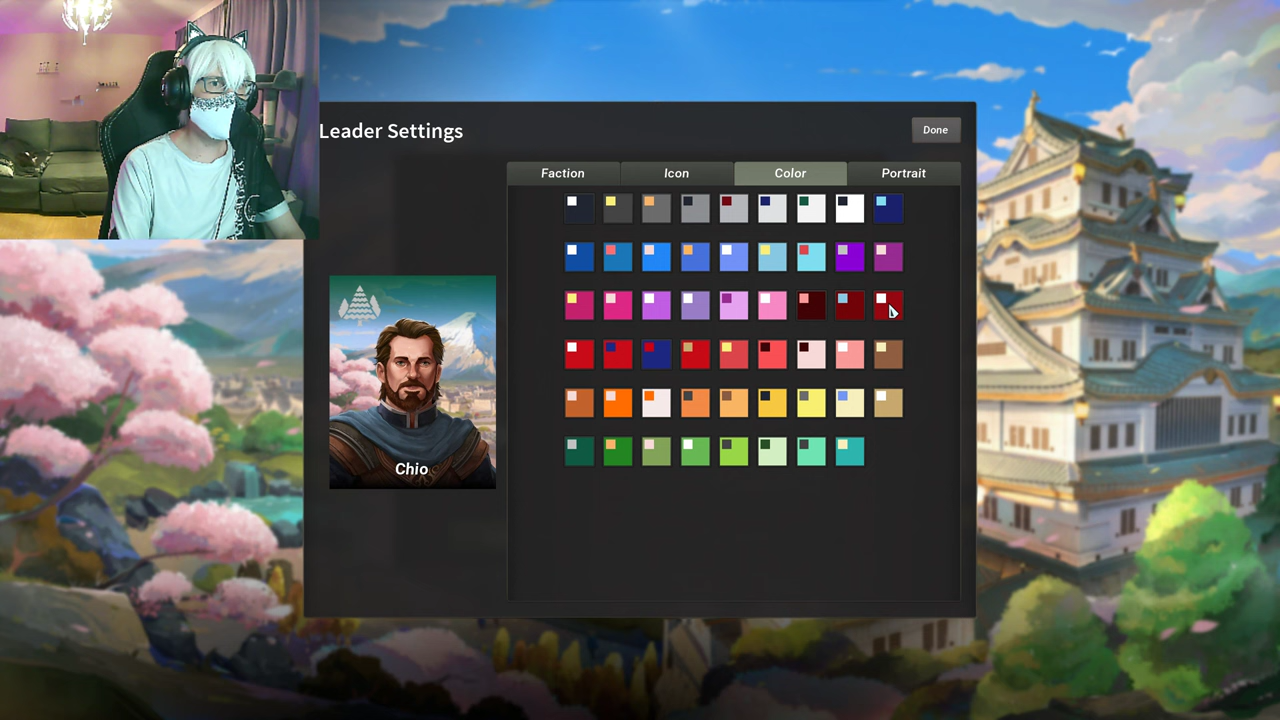 Leader Settings
Done
Faction
Icon
Color
Portrait
Chio